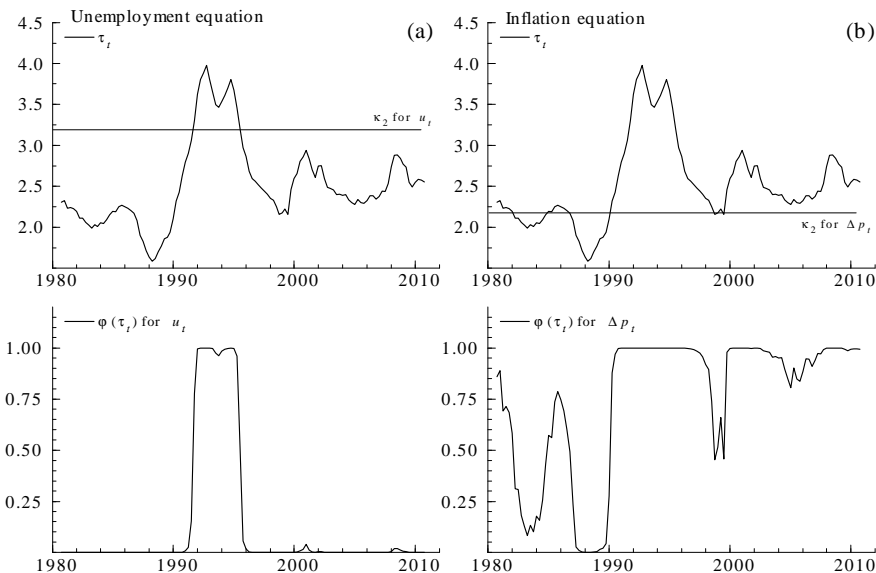 Unemployment equation
(a)
τt
4.5
4.0
3.5
3.0
2.5
2.0
κ2 for ut
1980 1990 2000 2010
Inflation equation
(b)
τt
4.5
4.0
3.5
3.0
2.5
2.0
κ2 for Δpt
1980 1990 2000 2010
φ(τt) for ut
1.00
0.75
0.50
0.25
1980 1990 2000 2010
φ(τt) for Δpt
1.00
0.75
0.50
0.25
1980 1990 2000 2010